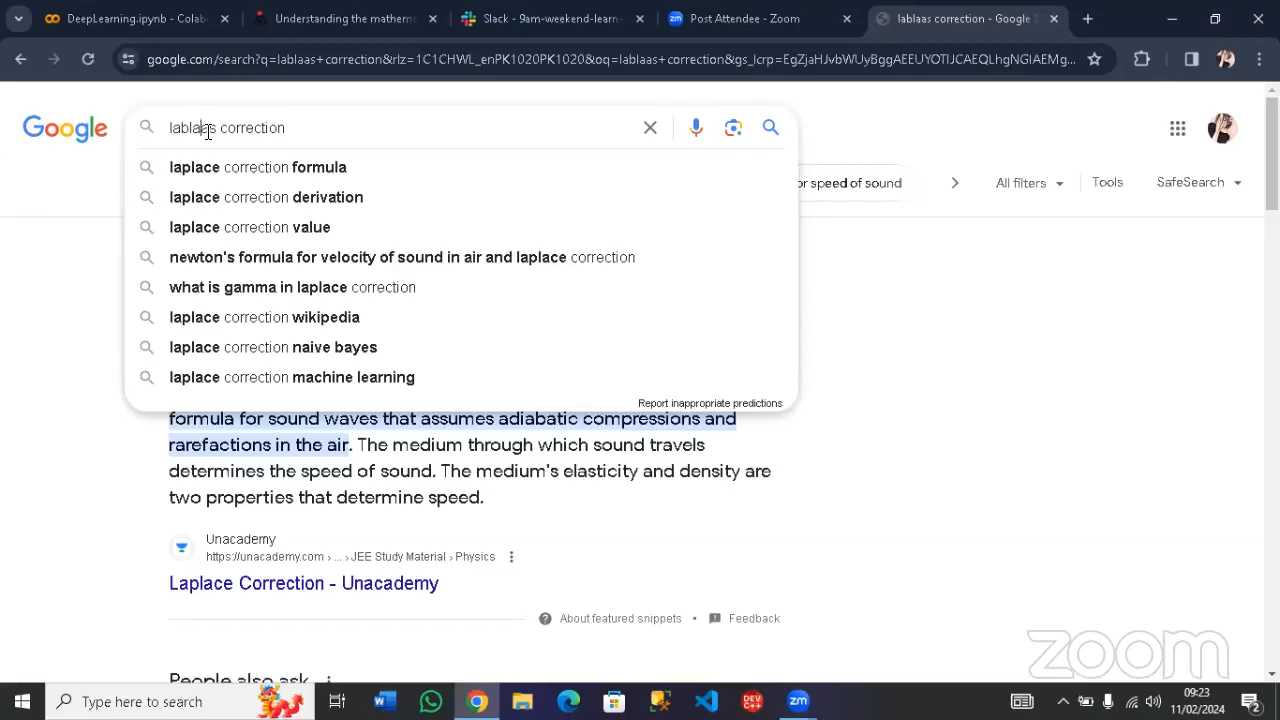 DeepLearning.ipynb - Colab
Understanding the mathem
Slack - 9am-weekend-learn-
Post Attendee - Zoom
lablaas correction - Google
google.com/search?q=lablaas+correction&rlz=1C1CHWL_enPK1020PK1020&oq=lablaas+correction&gs_lcrp=EgZjaHJvbWUyBggAEEUYOTIJCAEQLhgNGIAEMg...
Google
lablaas correction
laplace correction formula
or speed of sound
All filters
Tools
SafeSearch
laplace correction derivation
laplace correction value
newton's formula for velocity of sound in air and laplace correction
what is gamma in laplace correction
laplace correction wikipedia
laplace correction naive bayes
laplace correction machine learning
Report inappropriate predictions
formula for sound waves that assumes adiabatic compressions and
rarefactions in the air. The medium through which sound travels
determines the speed of sound. The medium's elasticity and density are
two properties that determine speed.
Unacademy
https://unacademy.com › ... › JEE Study Material › Physics
Laplace Correction - Unacademy
About featured snippets • Feedback
zoom
People also ask
Type here to search
DEV
C++
zm
09:23
11/02/2024
2